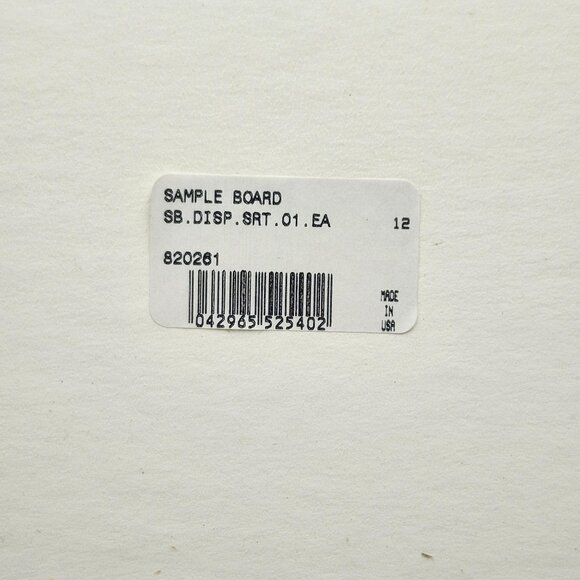 SAMPLE BOARD
SB.DISP.SRT.01.EA 12
820261
042965 525402
MADE
IN
USA